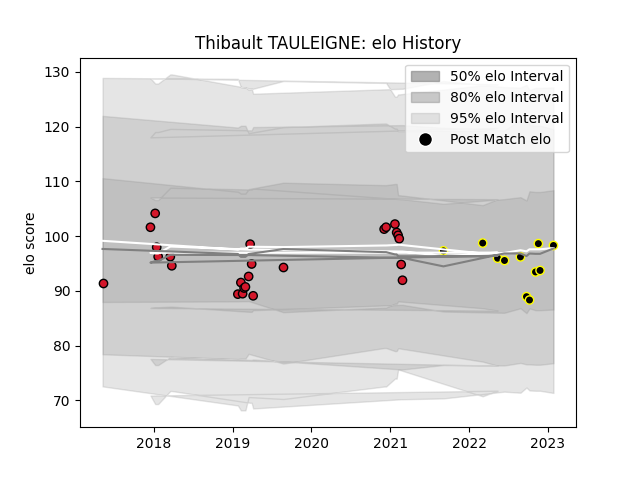 Thibault TAULEIGNE: elo History
50% elo Interval
80% elo Interval
95% elo Interval
Post Match elo
elo score
130
120
110
100
90
80
70
2018
2019
2020
2021
2022
2023